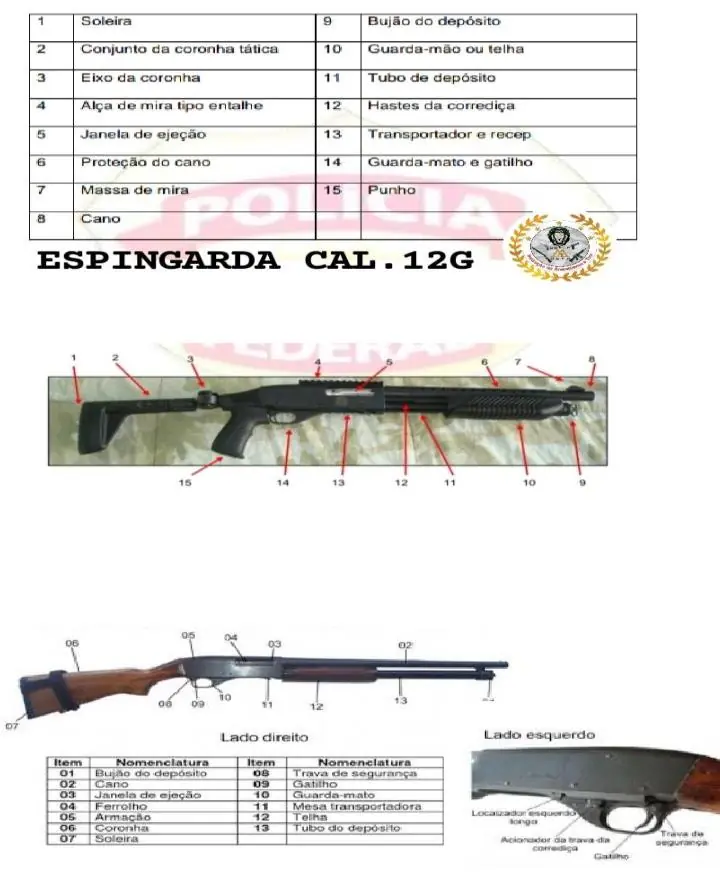 1 Soleira 9 Bujão do depósito
2 Conjunto da coronha tática 10 Guarda-mão ou telha
3 Eixo da coronha 11 Tubo de depósito
4 Alça de mira tipo entalhe 12 Hastes da corrediça
5 Janela de ejeção 13 Transportador e recep
6 Proteção do cano 14 Guarda-mato e gatilho
7 Massa de mira 15 Punho
8 Cano
POLICIA
ESPINGARDA CAL.12G
FEDERAL
1 2 3 4 5 6 7 8
15 14 13 12 11 10 9
06 05 04 03 02
08 09 10 11 12 13
07
Lado direito
Lado esquerdo
Item Nomenclatura Item Nomenclatura
01 Bujão do depósito 08 Trava de segurança
02 Cano 09 Gatilho
03 Janela de ejeção 10 Guarda-mato
04 Ferrolho 11 Mesa transportadora
05 Armação 12 Telha
06 Coronha 13 Tubo do depósito
07 Soleira
Localizador esquerdo
longo
Acionador da trava da
corrediça
Gatilho
Trava de
segurança